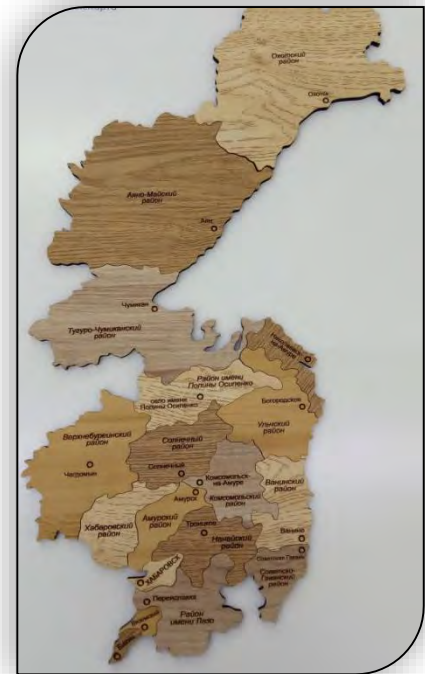 Охотский
район
Охотск
Аяно-Майский
район
Аян
Чумикан
Тугуро-Чумиканский
район
Район имени
Полины Осипенко
село имени
Полины Осипенко
Богородское
Ульчский
район
Верхнебуреинский
район
Чегдомын
Солнечный
район
Солнечный
Комсомольск-
на-Амуре
Комсомольский
район
Амурск
Амурский
район
Ванинский
район
Ванино
Хабаровский
район
Троицкое
Нанайский
район
Советская Гавань
Советско-
Гаванский
район
ХАБАРОВСК
Переяславка
Район
имени Лазо
Вяземский